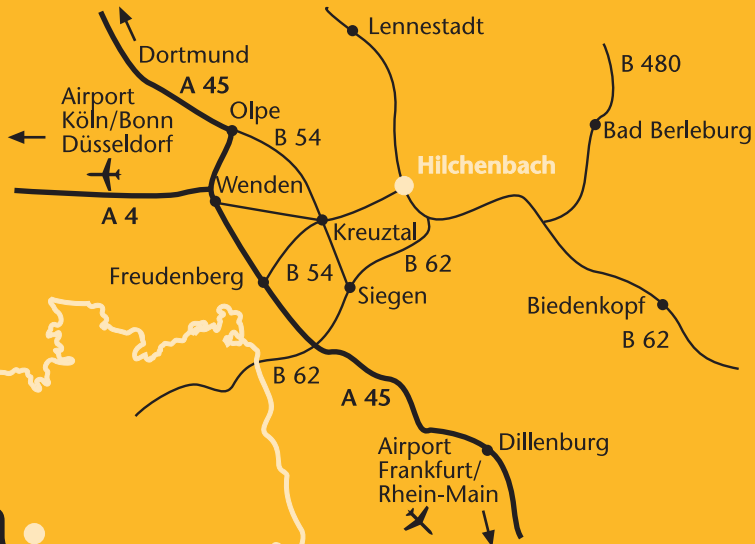 Lennestadt
Dortmund
A 45
B 480
Airport
Köln/Bonn
Düsseldorf
Olpe
B 54
Bad Berleburg
Hilchenbach
Wenden
A 4
Kreuztal
B 62
Freudenberg
B 54
Siegen
Biedenkopf
B 62
B 62
A 45
Airport
Frankfurt/
Rhein-Main
Dillenburg